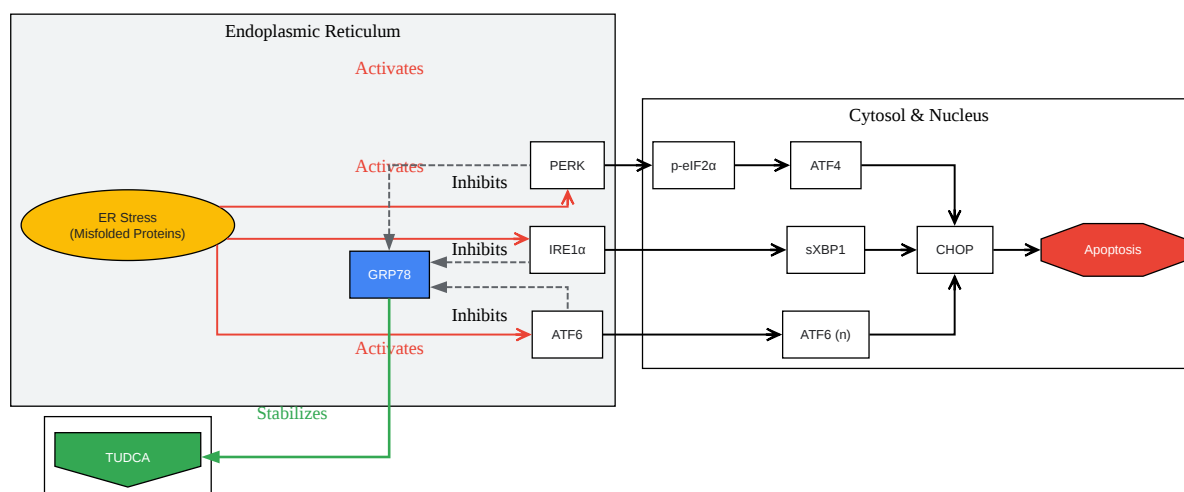 Endoplasmic Reticulum
Activates
Cytosol & Nucleus
Activates
PERK
p-eIF2α
ATF4
Inhibits
ER Stress
(Misfolded Proteins)
Inhibits
IRE1α
sXBP1
CHOP
Apoptosis
GRP78
Inhibits
ATF6
ATF6 (n)
Activates
Stabilizes
TUDCA